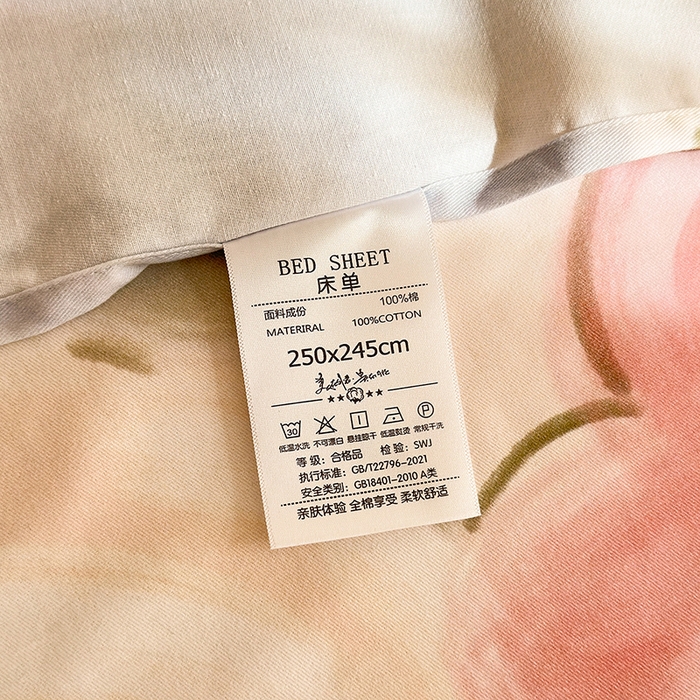 BED SHEET
床单
面料成份 100%棉
MATERIRAL 100%COTTON
250x245cm
30 P
低温水洗 不可漂白 悬挂晾干 低温熨烫 常规干洗
等级：合格品 检验：SWJ
执行标准：GB/T22796-2021
安全类别：GB18401-2010 A类
亲肤体验 全棉享受 柔软舒适